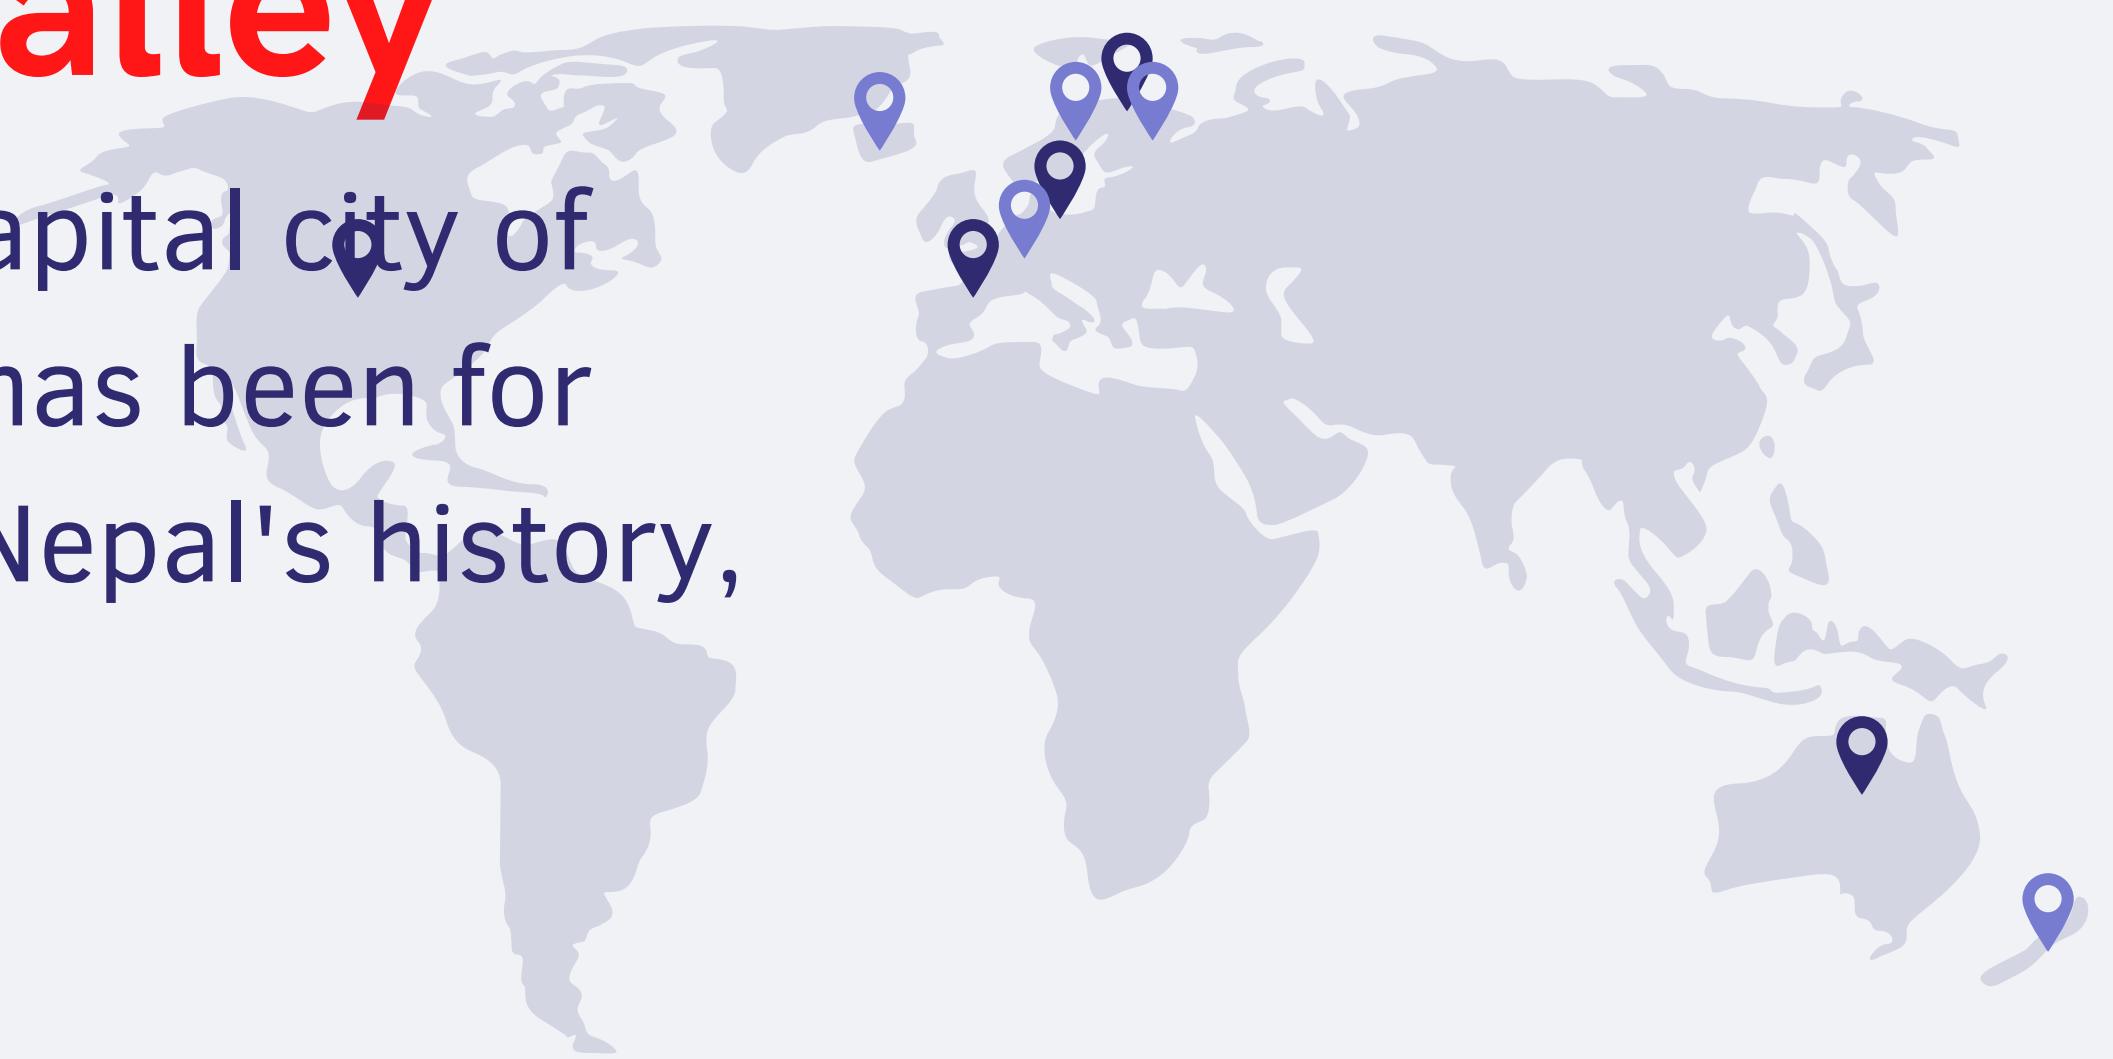 alley
apital city of
has been for
Nepal's history,